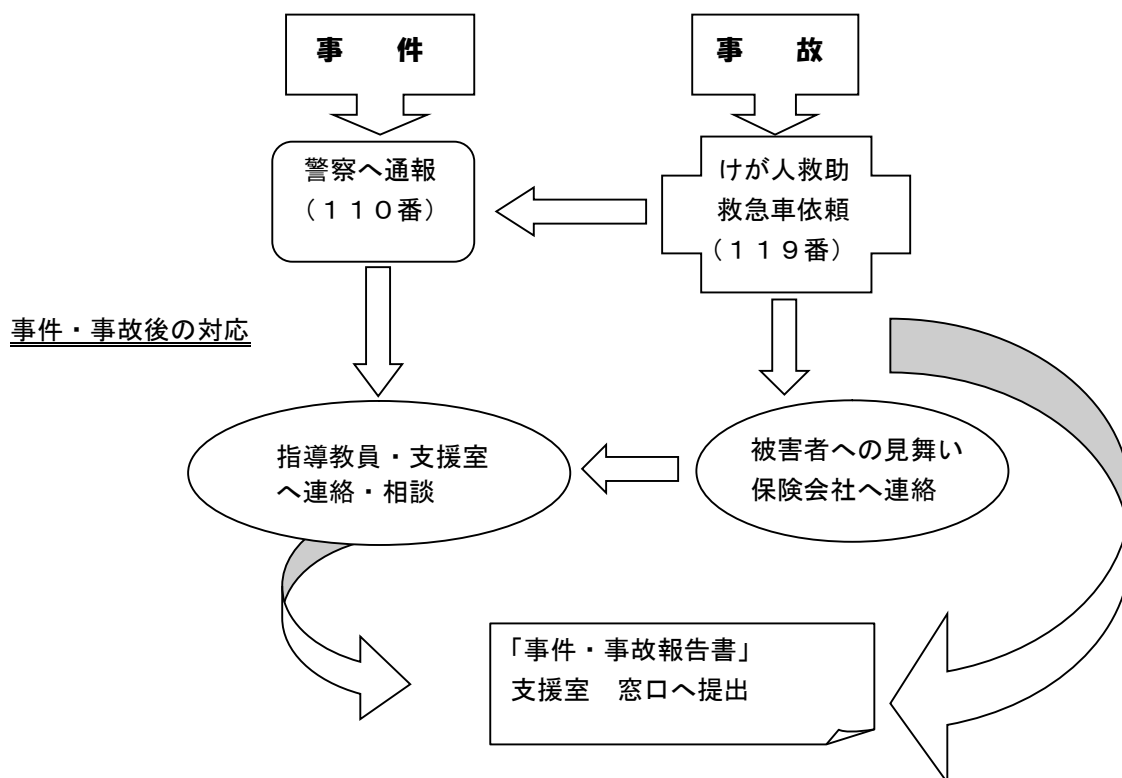 事　件
事　故
警察へ通報
（１１０番）
けが人救助
救急車依頼
（１１９番）
事件・事故後の対応
指導教員・支援室
へ連絡・相談
被害者への見舞い
保険会社へ連絡
「事件・事故報告書」
支援室　窓口へ提出